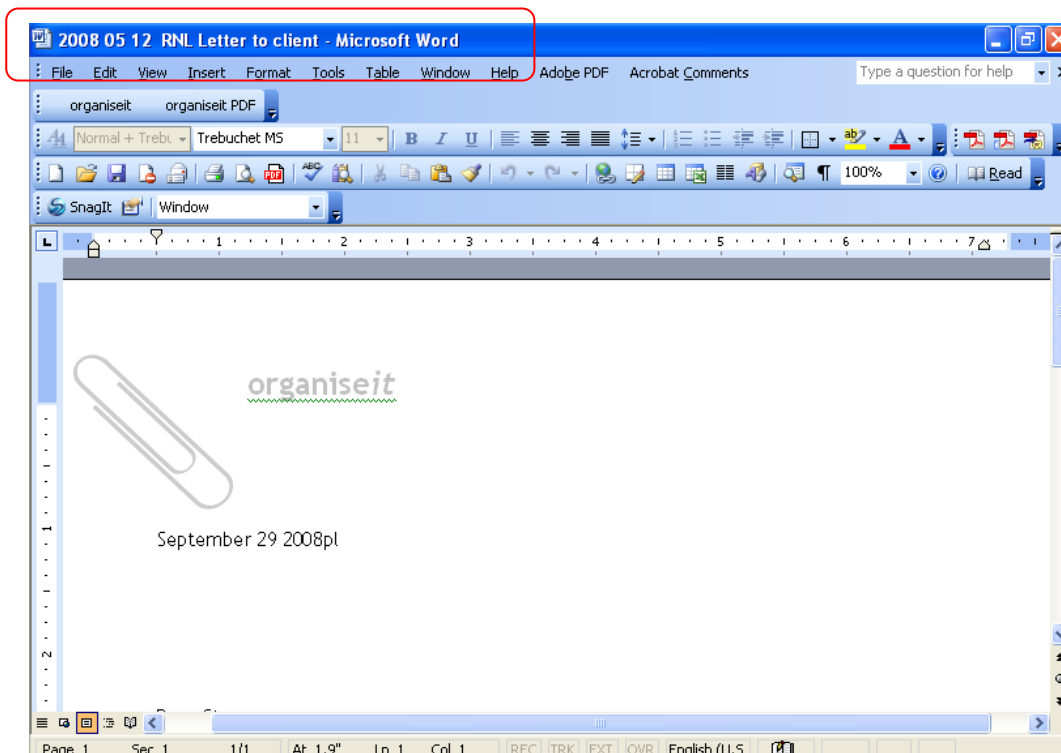 2008 05 12 RNL Letter to client - Microsoft Word
File Edit View Insert Format Tools Table Window Help Adobe PDF Acrobat Comments Type a question for help
organiseit organiseit PDF
Normal + Trebu Trebuchet MS 11 B I U
100% Read
SnagIt Window
1 2 3 4 5 6 7
organiseit
September 29 2008pl
1
2
Page 1 Sec 1 1/1 At 1.9" Ln 1 Col 1 REC TRK EXT OVR English (U.S